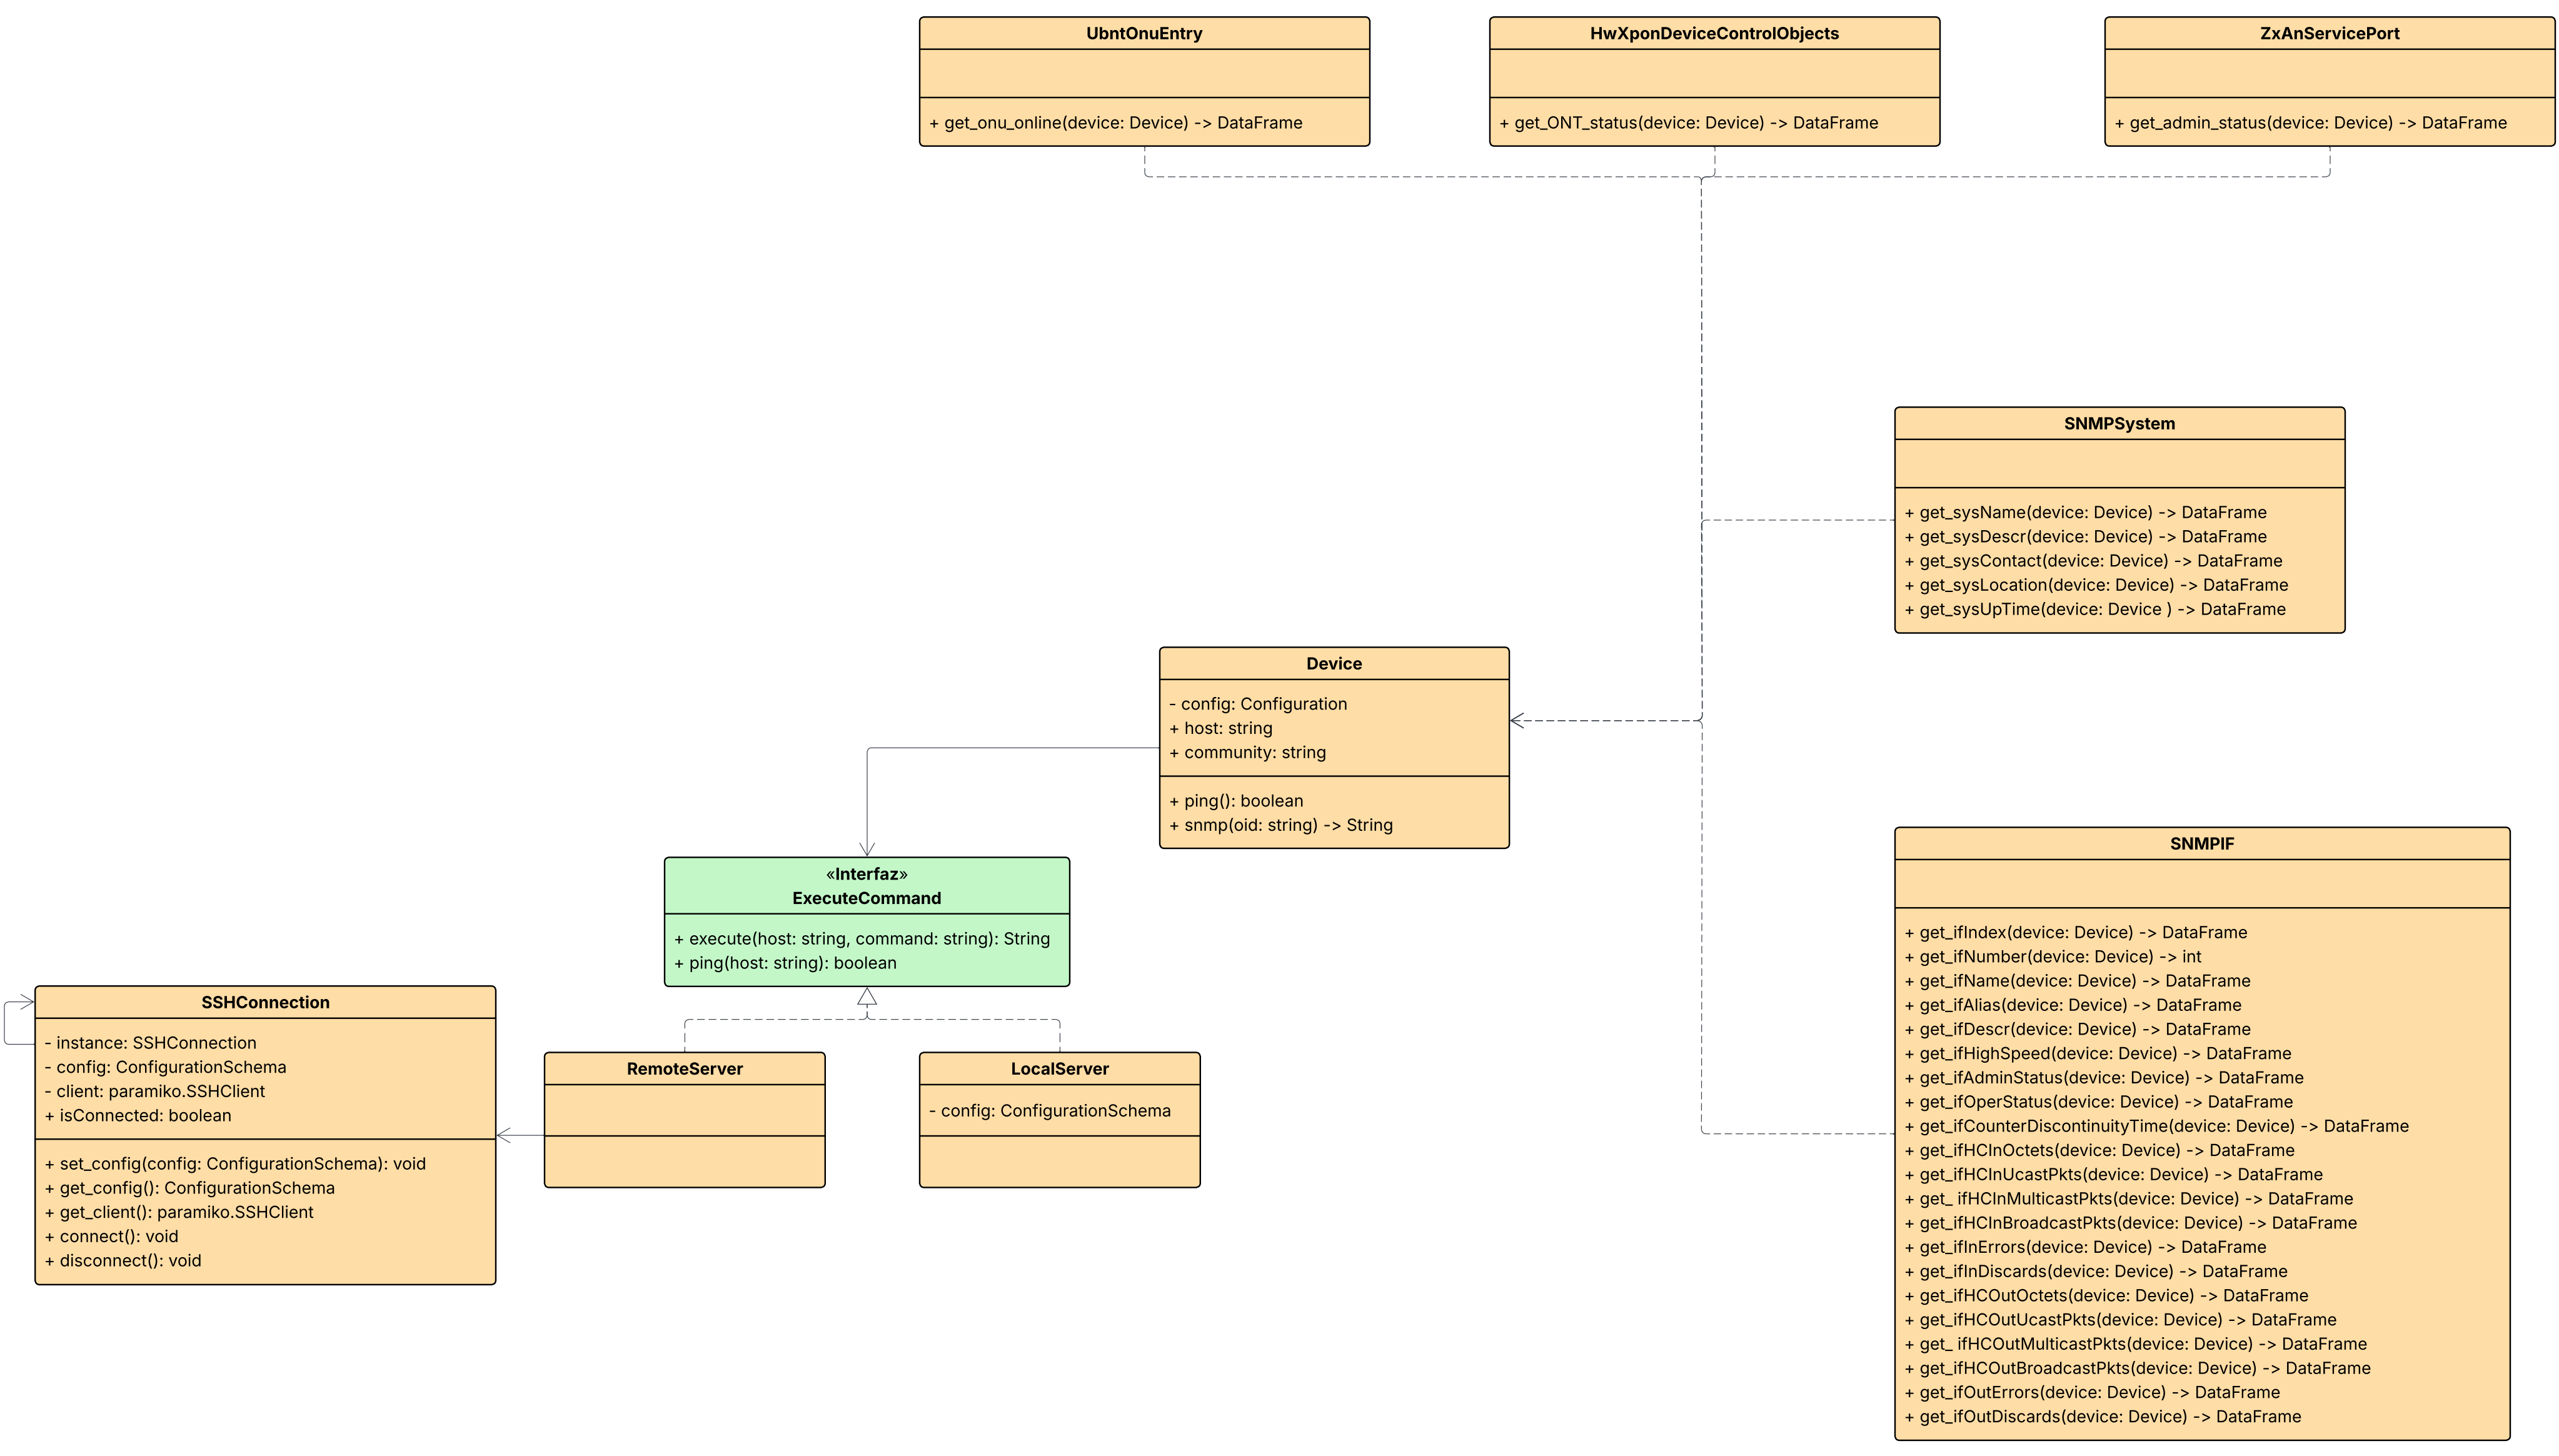 UbntOnuEntry
+ get_onu_online(device: Device) -> DataFrame
HwXponDeviceControlObjects
+ get_ONT_status(device: Device) -> DataFrame
ZxAnServicePort
+ get_admin_status(device: Device) -> DataFrame
SNMPSystem
+ get_sysName(device: Device) -> DataFrame
+ get_sysDescr(device: Device) -> DataFrame
+ get_sysContact(device: Device) -> DataFrame
+ get_sysLocation(device: Device) -> DataFrame
+ get_sysUpTime(device: Device ) -> DataFrame
Device
- config: Configuration
+ host: string
+ community: string
+ ping(): boolean
+ snmp(oid: string) -> String
«Interfaz»
ExecuteCommand
+ execute(host: string, command: string): String
+ ping(host: string): boolean
SSHConnection
- instance: SSHConnection
- config: ConfigurationSchema
- client: paramiko.SSHClient
+ isConnected: boolean
+ set_config(config: ConfigurationSchema): void
+ get_config(): ConfigurationSchema
+ get_client(): paramiko.SSHClient
+ connect(): void
+ disconnect(): void
RemoteServer
LocalServer
- config: ConfigurationSchema
SNMPIF
+ get_ifIndex(device: Device) -> DataFrame
+ get_ifNumber(device: Device) -> int
+ get_ifName(device: Device) -> DataFrame
+ get_ifAlias(device: Device) -> DataFrame
+ get_ifDescr(device: Device) -> DataFrame
+ get_ifHighSpeed(device: Device) -> DataFrame
+ get_ifAdminStatus(device: Device) -> DataFrame
+ get_ifOperStatus(device: Device) -> DataFrame
+ get_ifCounterDiscontinuityTime(device: Device) -> DataFrame
+ get_ifHCInOctets(device: Device) -> DataFrame
+ get_ifHCInUcastPkts(device: Device) -> DataFrame
+ get_ ifHCInMulticastPkts(device: Device) -> DataFrame
+ get_ifHCInBroadcastPkts(device: Device) -> DataFrame
+ get_ifInErrors(device: Device) -> DataFrame
+ get_ifInDiscards(device: Device) -> DataFrame
+ get_ifHCOutOctets(device: Device) -> DataFrame
+ get_ifHCOutUcastPkts(device: Device) -> DataFrame
+ get_ ifHCOutMulticastPkts(device: Device) -> DataFrame
+ get_ifHCOutBroadcastPkts(device: Device) -> DataFrame
+ get_ifOutErrors(device: Device) -> DataFrame
+ get_ifOutDiscards(device: Device) -> DataFrame